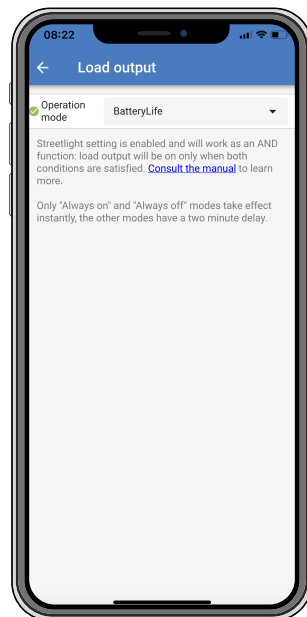 08:22
Load output
Operation mode
BatteryLife
Streetlight setting is enabled and will work as an AND
function: load output will be on only when both
conditions are satisfied. Consult the manual to learn
more.
Only "Always on" and "Always off" modes take effect
instantly, the other modes have a two minute delay.